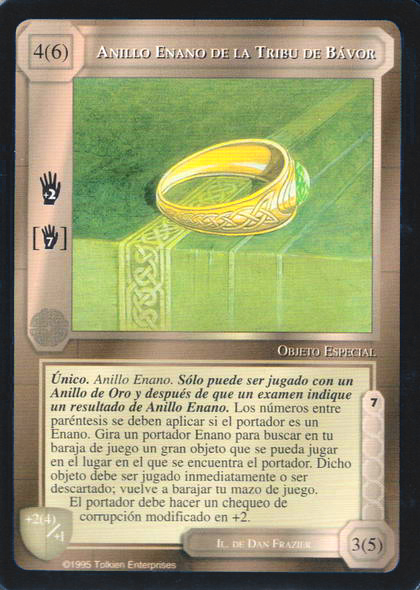 4(6)
ANILLO ENANO DE LA TRIBU DE BÁVOR
+2
[7]
OBJETO ESPECIAL
Único. Anillo Enano. Sólo puede ser jugado con un
Anillo de Oro y después de que un examen indique
un resultado de Anillo Enano. Los números entre
paréntesis se deben aplicar si el portador es un
Enano. Gira un portador Enano para buscar en tu
baraja de juego un gran objeto que se pueda jugar
en el lugar en el que se encuentra el portador. Dicho
objeto debe ser jugado inmediatamente o ser
descartado; vuelve a barajar tu mazo de juego.
El portador debe hacer un chequeo de
corrupción modificado en +2.
7
+2(4)
/+1
IL. DE DAN FRAZIER
3(5)
©1995 Tolkien Enterprises